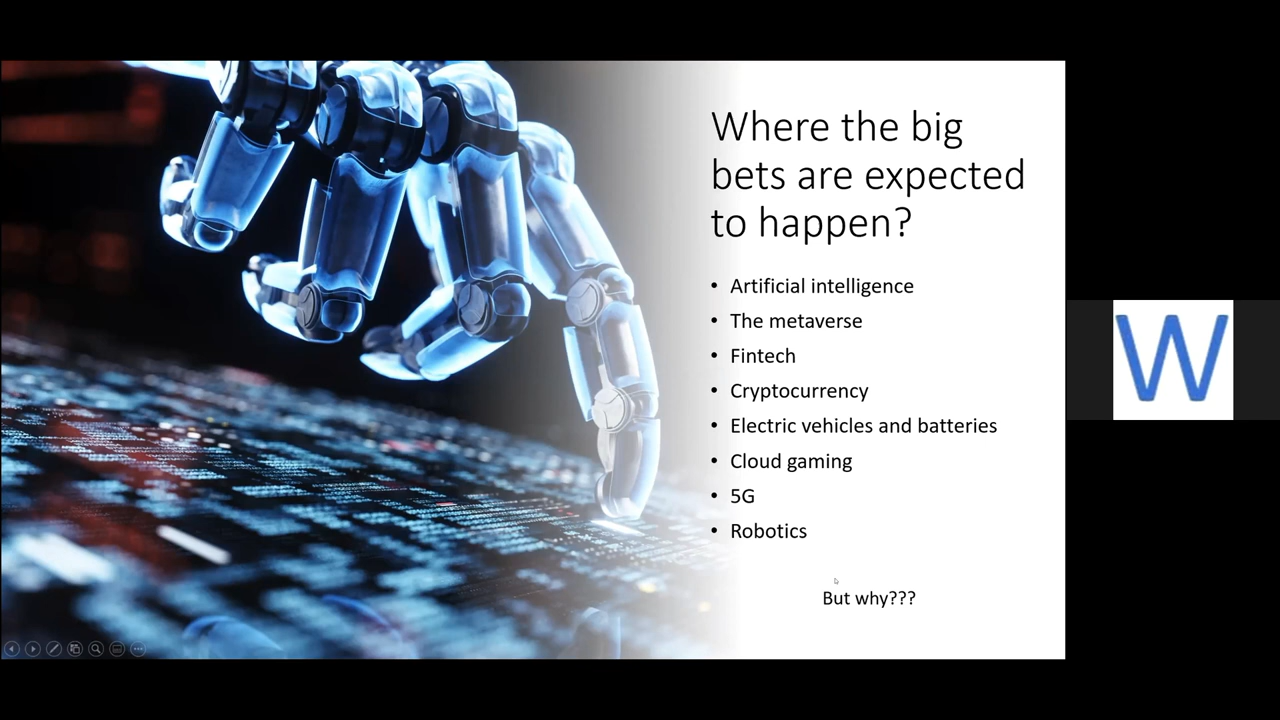 Where the big
bets are expected
to happen?
• Artificial intelligence
• The metaverse
• Fintech
• Cryptocurrency
• Electric vehicles and batteries
• Cloud gaming
• 5G
• Robotics
But why???
W